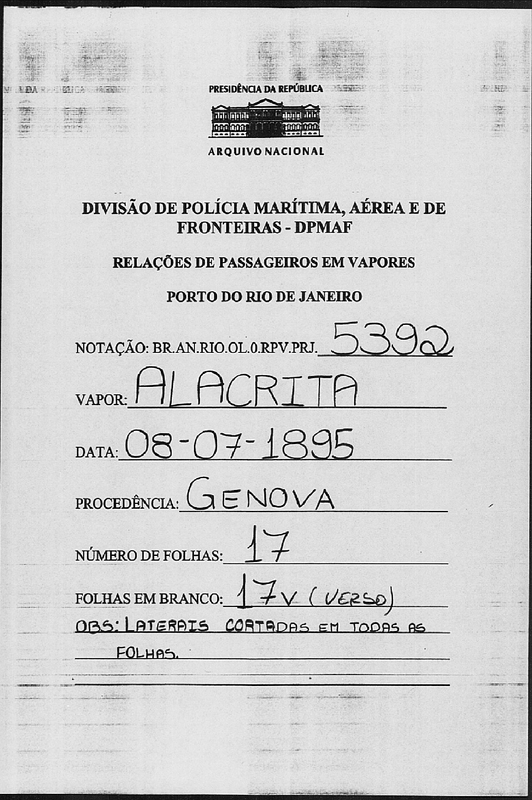 PRESIDÊNCIA DA REPÚBLICA
ARQUIVO NACIONAL
DIVISÃO DE POLÍCIA MARÍTIMA, AÉREA E DE
FRONTEIRAS - DPMAF
RELAÇÕES DE PASSAGEIROS EM VAPORES
PORTO DO RIO DE JANEIRO
NOTAÇÃO: BR.AN.RIO.OL.0.RPV.PRJ. 5392
VAPOR: ALACRITA
DATA: 08-07-1895
PROCEDÊNCIA: GENOVA
NÚMERO DE FOLHAS: 17
FOLHAS EM BRANCO: 17V (VERSO)
OBS: LATERAIS CORTADAS EM TODAS AS
FOLHAS.